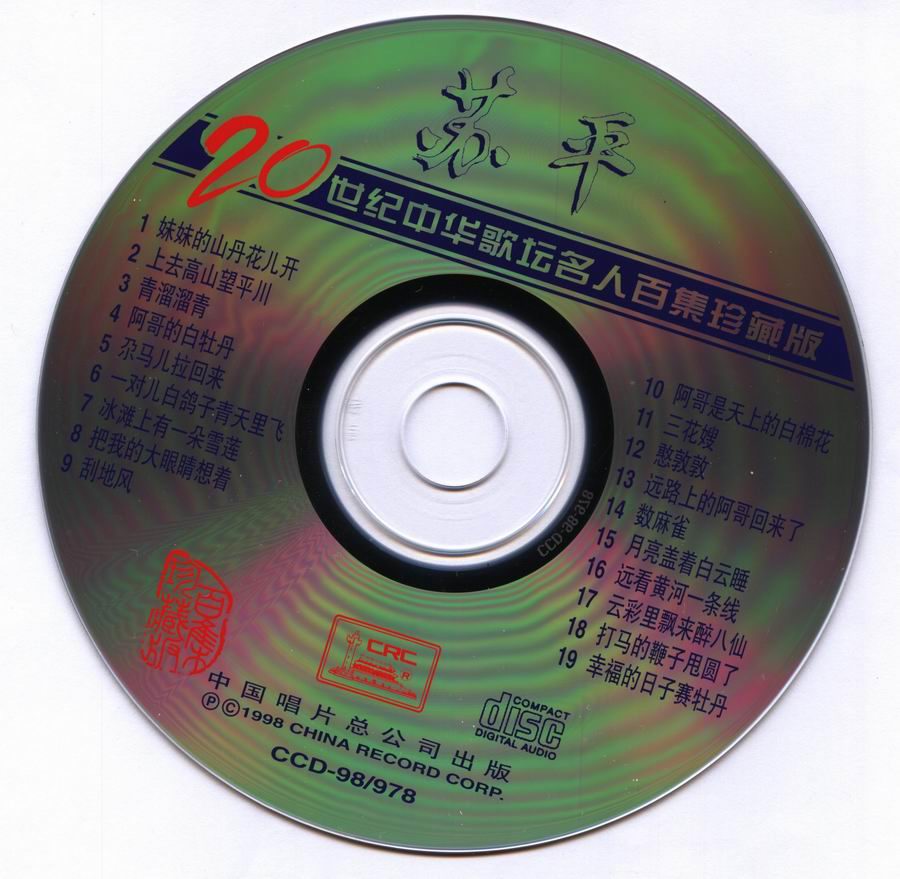 苏平
20世纪中华歌坛名人百集珍藏版
1 妹妹的山丹花儿开
2 上去高山望平川
3 青溜溜青
4 阿哥的白牡丹
5 尕马儿拉回来
6 一对儿白鸽子青天里飞
7 冰滩上有一朵雪莲
8 把我的大眼睛想着
9 刮地风
10 阿哥是天上的白棉花
11 三花嫂
12 憨敦敦
13 远路上的阿哥回来了
14 数麻雀
15 月亮盖着白云睡
16 远看黄河一条线
17 云彩里飘来醉八仙
18 打马的鞭子甩圆了
19 幸福的日子赛牡丹
百集珍藏版
CRC
®
COMPACT
disc
DIGITAL AUDIO
中国唱片总公司出版
ⓅⒸ1998 CHINA RECORD CORP.
CCD-98/978